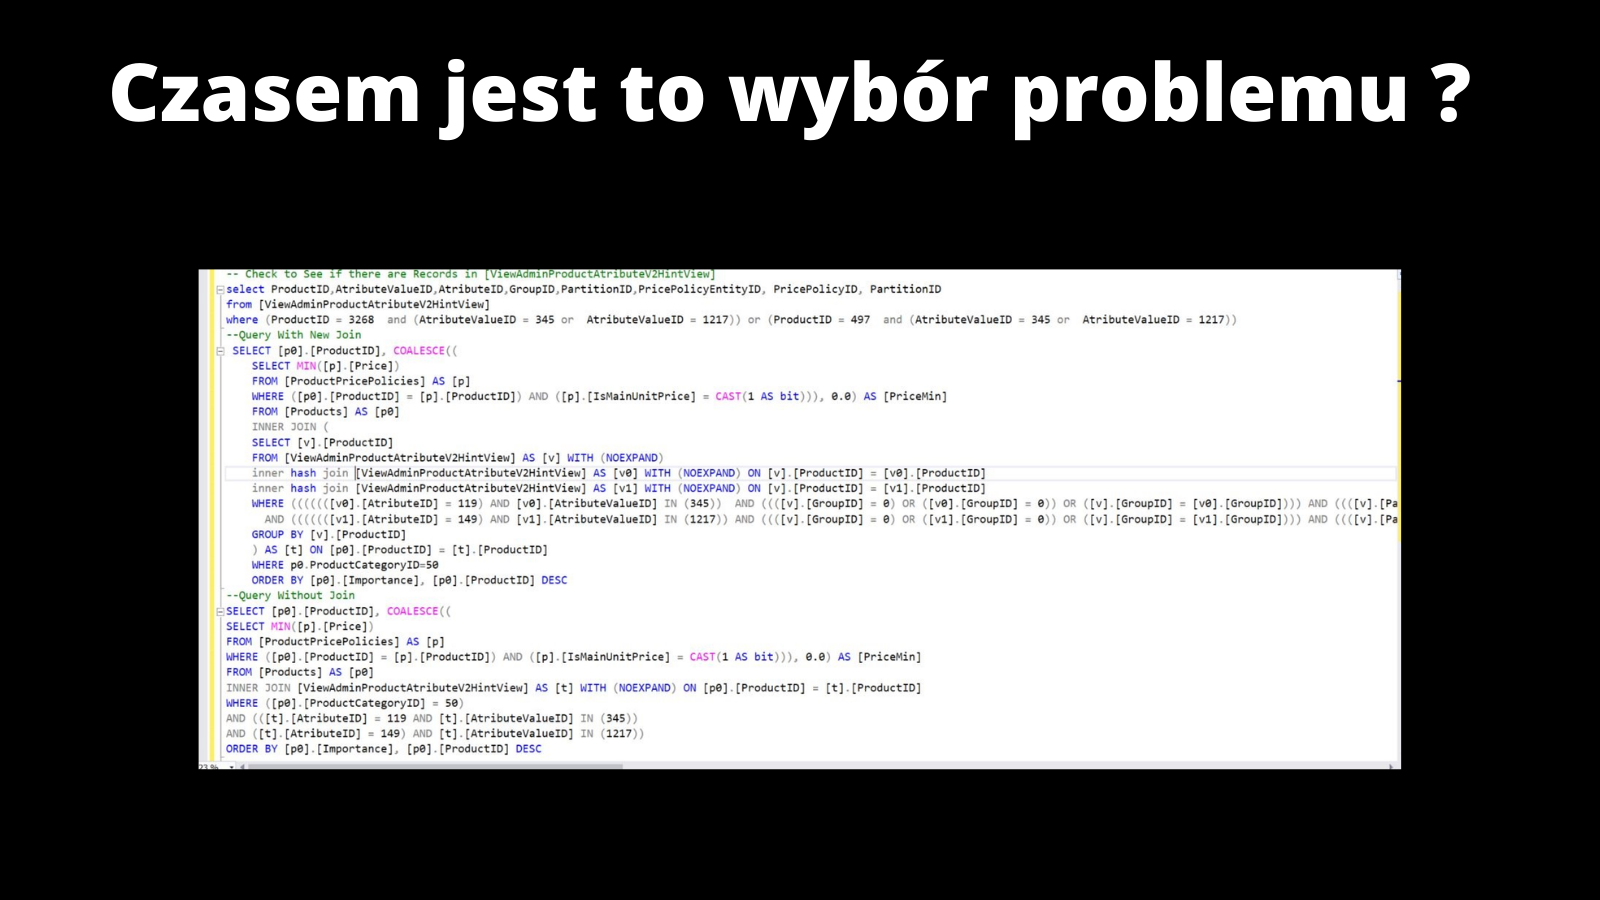 Czasem jest to wybór problemu ?
-- Check to See if there are Records in [ViewAdminProductAtributeV2HintView]
select ProductID,AtributeValueID,AtributeID,GroupID,PartitionID,PricePolicyEntityID, PricePolicyID, PartitionID
from [ViewAdminProductAtributeV2HintView]
where (ProductID = 3268  and (AtributeValueID = 345 or  AtributeValueID = 1217)) or (ProductID = 497  and (AtributeValueID = 345 or  AtributeValueID = 1217))
--Query With New Join
SELECT [p0].[ProductID], COALESCE((
SELECT MIN([p].[Price])
FROM [ProductPricePolicies] AS [p]
WHERE ([p0].[ProductID] = [p].[ProductID]) AND ([p].[IsMainUnitPrice] = CAST(1 AS bit))), 0.0) AS [PriceMin]
FROM [Products] AS [p0]
INNER JOIN (
SELECT [v].[ProductID]
FROM [ViewAdminProductAtributeV2HintView] AS [v] WITH (NOEXPAND)
inner hash join [ViewAdminProductAtributeV2HintView] AS [v0] WITH (NOEXPAND) ON [v].[ProductID] = [v0].[ProductID]
inner hash join [ViewAdminProductAtributeV2HintView] AS [v1] WITH (NOEXPAND) ON [v].[ProductID] = [v1].[ProductID]
WHERE ((((((([v0].[AtributeID] = 119) AND [v0].[AtributeValueID] IN (345))  AND ((([v].[GroupID] = 0) OR ([v0].[GroupID] = 0)) OR ([v].[GroupID] = [v0].[GroupID]))) AND ((([v].[Pa
AND ((((((([v1].[AtributeID] = 149) AND [v1].[AtributeValueID] IN (1217)) AND ((([v].[GroupID] = 0) OR ([v1].[GroupID] = 0)) OR ([v].[GroupID] = [v1].[GroupID]))) AND ((([v].[Pa
GROUP BY [v].[ProductID]
) AS [t] ON [p0].[ProductID] = [t].[ProductID]
WHERE p0.ProductCategoryID=50
ORDER BY [p0].[Importance], [p0].[ProductID] DESC
--Query Without Join
SELECT [p0].[ProductID], COALESCE((
SELECT MIN([p].[Price])
FROM [ProductPricePolicies] AS [p]
WHERE ([p0].[ProductID] = [p].[ProductID]) AND ([p].[IsMainUnitPrice] = CAST(1 AS bit))), 0.0) AS [PriceMin]
FROM [Products] AS [p0]
INNER JOIN [ViewAdminProductAtributeV2HintView] AS [t] WITH (NOEXPAND) ON [p0].[ProductID] = [t].[ProductID]
WHERE ([p0].[ProductCategoryID] = 50)
AND (([t].[AtributeID] = 119 AND [t].[AtributeValueID] IN (345))
AND ([t].[AtributeID] = 149) AND [t].[AtributeValueID] IN (1217))
ORDER BY [p0].[Importance], [p0].[ProductID] DESC